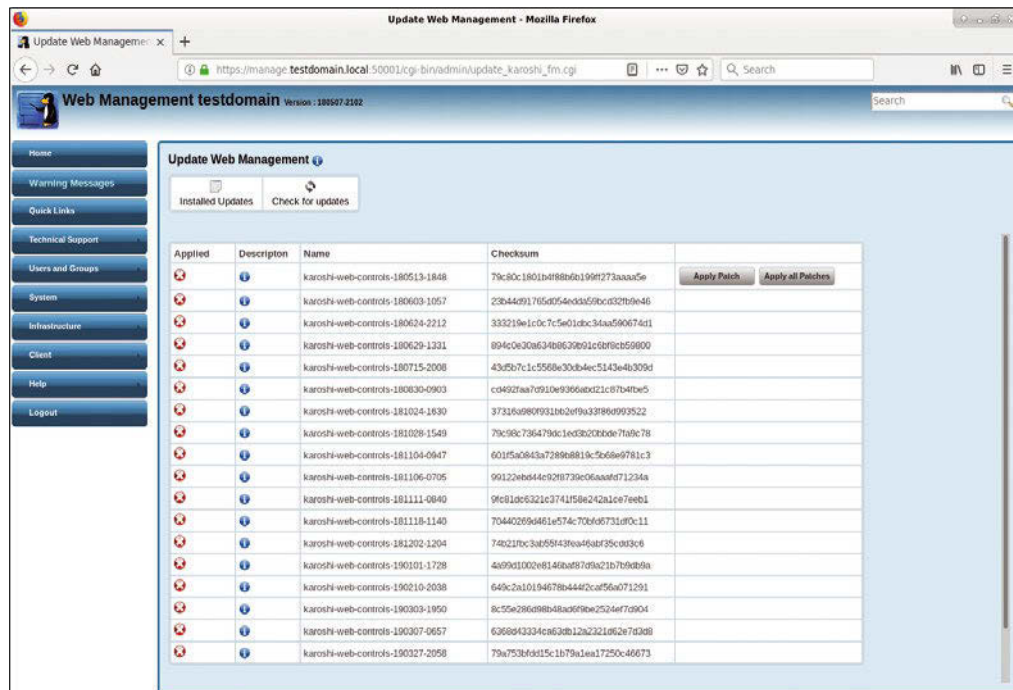 Update Web Management - Mozilla Firefox
Update Web Managemen
https://manage.testdomain.local:50001/cgi-bin/admin/update_karoshi_fm.cgi
Search
Web Management testdomain Version : 180507-2102
Search
Home
Warning Messages
Quick Links
Technical Support
Users and Groups
System
Infrastructure
Client
Help
Logout
Update Web Management
Installed Updates Check for updates
Applied Descripton Name Checksum
karoshi-web-controls-180513-1848 79c80c1801b4f88b6b199ff273aaaa5e Apply Patch Apply all Patches
karoshi-web-controls-180603-1057 23b44d91765d054edda59bcd32fb9e46
karoshi-web-controls-180624-2212 333219e1c0c7c5e01dbc34aa590674d1
karoshi-web-controls-180629-1331 894c0e30a634b8639b91c6bf8cb59800
karoshi-web-controls-180715-2008 43d5b7c1c5568e30db4ec5143e4b309d
karoshi-web-controls-180830-0903 cd492faa7d910e9366abd21c87b4fbe5
karoshi-web-controls-181024-1630 37316a980f931bb2ef9a33f86d993522
karoshi-web-controls-181028-1549 79c98c736479dc1ed3b20bbde7fa9c78
karoshi-web-controls-181104-0947 601f5a0843a7289b8819c5b68e9781c3
karoshi-web-controls-181106-0705 99122ebd44c92f8739c06aaafd71234a
karoshi-web-controls-181111-0840 9fc81dc6321c3741f58e242a1ce7eeb1
karoshi-web-controls-181118-1140 70440269d461e574c70bfd6731df0c11
karoshi-web-controls-181202-1204 74b21fbc3ab55f43fea46abf35cdd3c6
karoshi-web-controls-190101-1728 4a99d1002e8146baf87d9a21b7b9db9a
karoshi-web-controls-190210-2038 649c2a10194678b444f2caf56a071291
karoshi-web-controls-190303-1950 8c55e286d98b48ad6f9be2524ef7d904
karoshi-web-controls-190307-0657 6368d43334ca63db12a2321d62e7d3d8
karoshi-web-controls-190327-2058 79a753bfdd15c1b79a1ea17250c46673